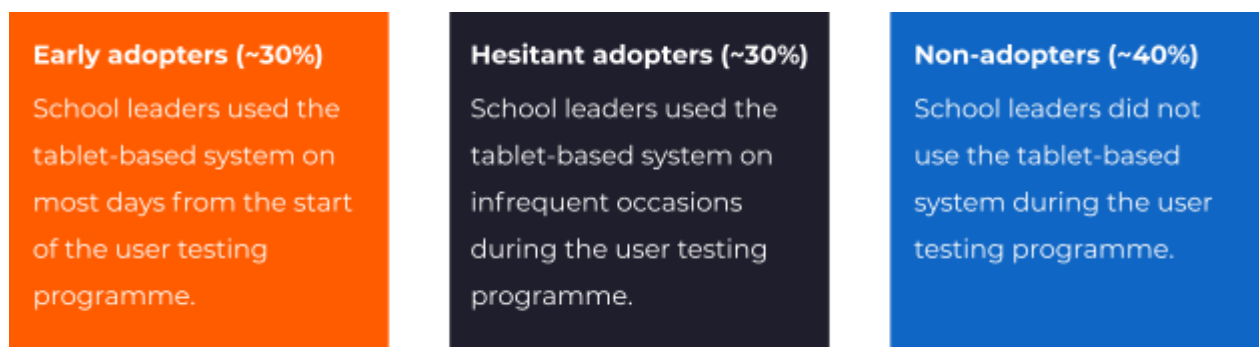 Early adopters (~30%)
School leaders used the
tablet-based system on
most days from the start
of the user testing
programme.
Hesitant adopters (~30%)
School leaders used the
tablet-based system on
infrequent occasions
during the user testing
programme.
Non-adopters (~40%)
School leaders did not
use the tablet-based
system during the user
testing programme.